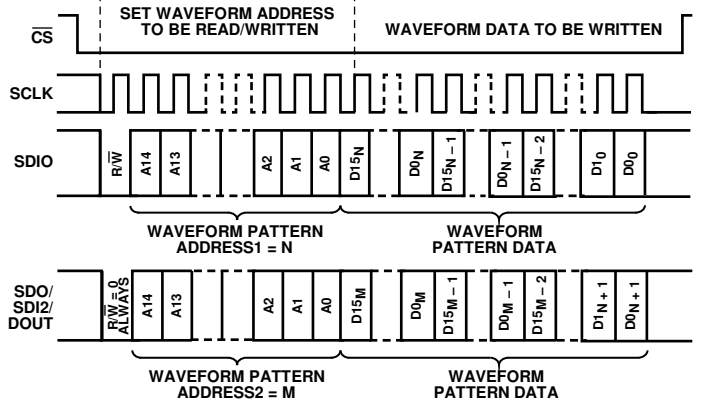 SET WAVEFORM ADDRESS
TO BE READ/WRITTEN
WAVEFORM DATA TO BE WRITTEN
CS
SCLK
SDIO
R/W
A14
A13
A2
A1
A0
D15N
D0N
D15N – 1
D0N – 1
D15N – 2
D10
D00
WAVEFORM PATTERN
ADDRESS1 = N
WAVEFORM
PATTERN DATA
SDO/
SDI2/
DOUT
R/W = 0
ALWAYS
A14
A13
A2
A1
A0
D15M
D0M
D15M – 1
D0M – 1
D15M – 2
D1N + 1
D0N + 1
WAVEFORM PATTERN
ADDRESS2 = M
WAVEFORM
PATTERN DATA